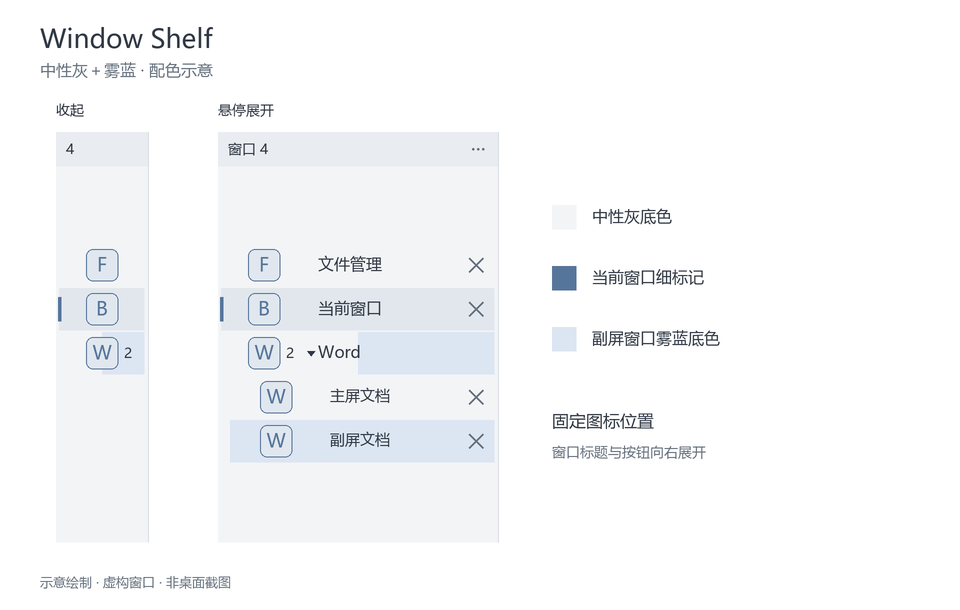 Window Shelf
中性灰 + 雾蓝 · 配色示意
收起
4
F
B
W 2
悬停展开
窗口 4 ···
F 文件管理
B 当前窗口
W 2 Word
W 主屏文档
W 副屏文档
中性灰底色
当前窗口细标记
副屏窗口雾蓝底色
固定图标位置
窗口标题与按钮向右展开
示意绘制 · 虚构窗口 · 非桌面截图